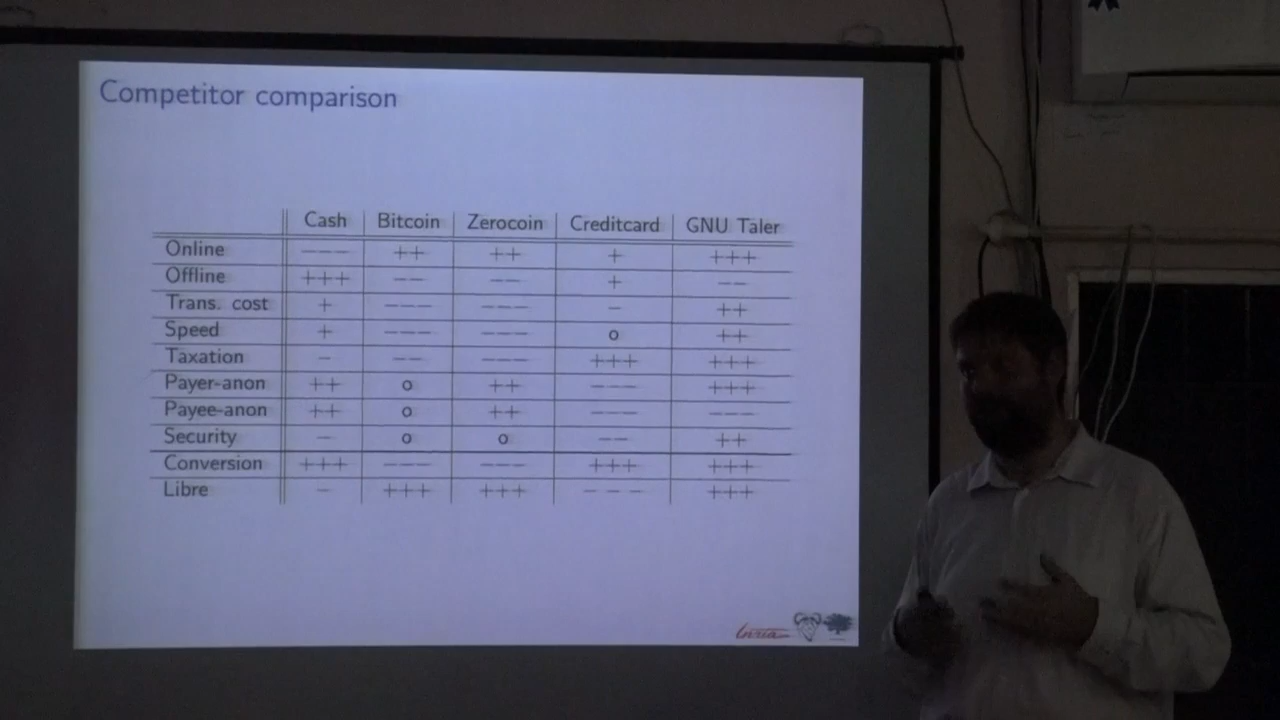 Competitor comparison
Cash Bitcoin Zerocoin Creditcard GNU Taler
Online --- ++ ++ + +++
Offline +++ -- -- + --
Trans. cost + --- --- - ++
Speed + --- --- o ++
Taxation - -- --- +++ +++
Payer-anon ++ o ++ --- +++
Payee-anon ++ o ++ --- ---
Security - o o -- ++
Conversion +++ --- --- +++ +++
Libre - +++ +++ --- +++
Inria